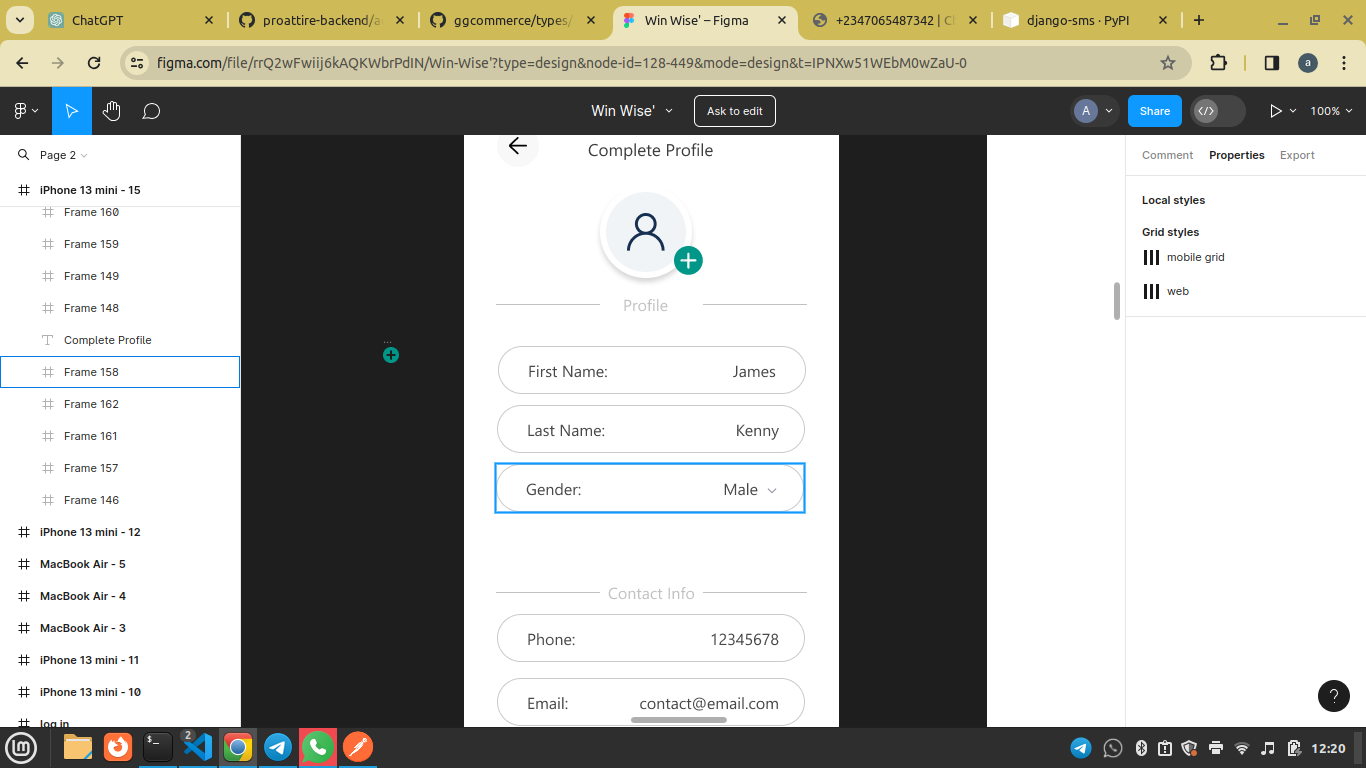 ChatGPT
proattire-backend/a
ggcommerce/types/
Win Wise' – Figma
+2347065487342 | Cl
django-sms · PyPI
figma.com/file/rrQ2wFwiij6kAQKWbrPdIN/Win-Wise'?type=design&node-id=128-449&mode=design&t=IPNXw51WEbM0wZaU-0
a
Win Wise'
Ask to edit
A
Share
100%
Page 2
iPhone 13 mini - 15
Frame 160
Frame 159
Frame 149
Frame 148
Complete Profile
Frame 158
Frame 162
Frame 161
Frame 157
Frame 146
iPhone 13 mini - 12
MacBook Air - 5
MacBook Air - 4
MacBook Air - 3
iPhone 13 mini - 11
iPhone 13 mini - 10
log in
...
Complete Profile
Profile
First Name: James
Last Name: Kenny
Gender: Male
Contact Info
Phone: 12345678
Email: contact@email.com
Comment Properties Export
Local styles
Grid styles
mobile grid
web
?
2
12:20